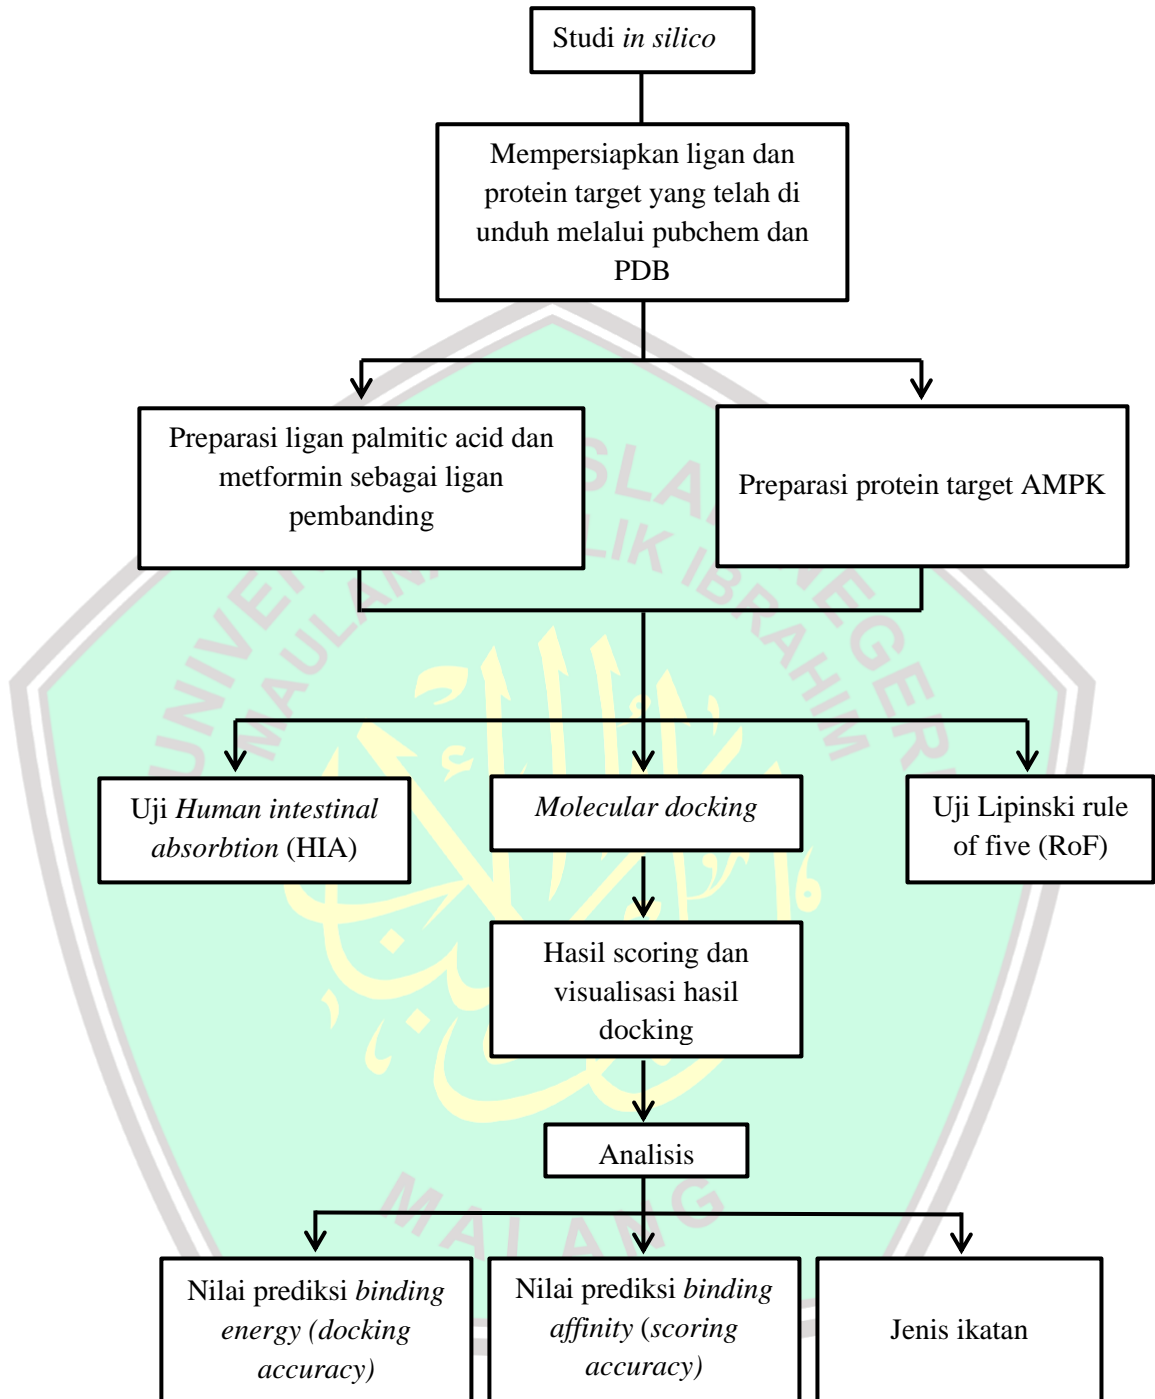 Studi in silico
Mempersiapkan ligan dan
protein target yang telah di
unduh melalui pubchem dan
PDB
Preparasi ligan palmitic acid dan
metformin sebagai ligan
pembanding
Preparasi protein target AMPK
Uji Human intestinal
absorbtion (HIA)
Molecular docking
Uji Lipinski rule
of five (RoF)
Hasil scoring dan
visualisasi hasil
docking
Analisis
MALANG
Nilai prediksi binding
energy (docking
accuracy)
Nilai prediksi binding
affinity (scoring
accuracy)
Jenis ikatan